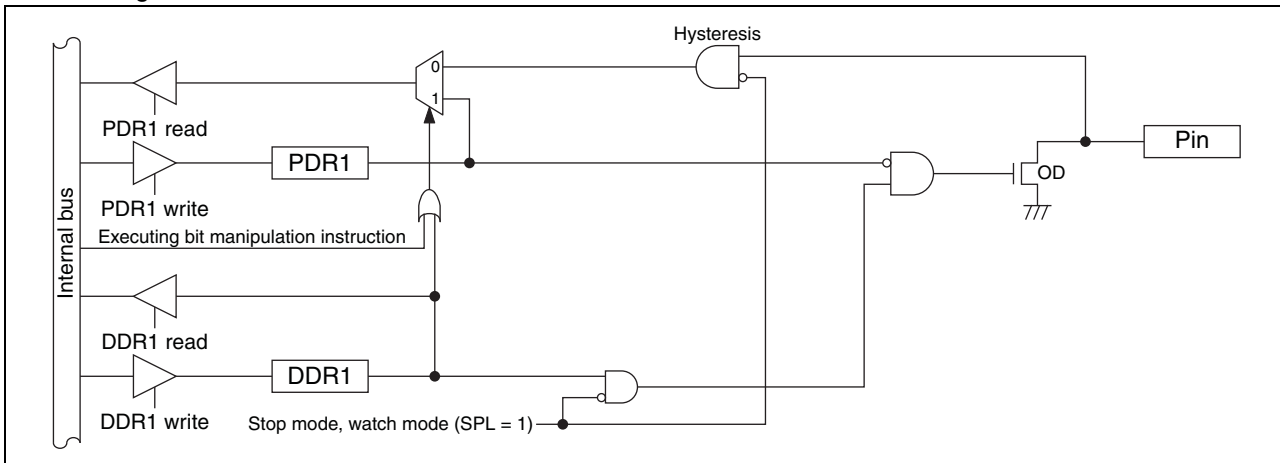 Hysteresis
0
1
PDR1 read
PDR1
Pin
OD
PDR1 write
Executing bit manipulation instruction
Internal bus
DDR1 read
DDR1
DDR1 write
Stop mode, watch mode (SPL = 1)